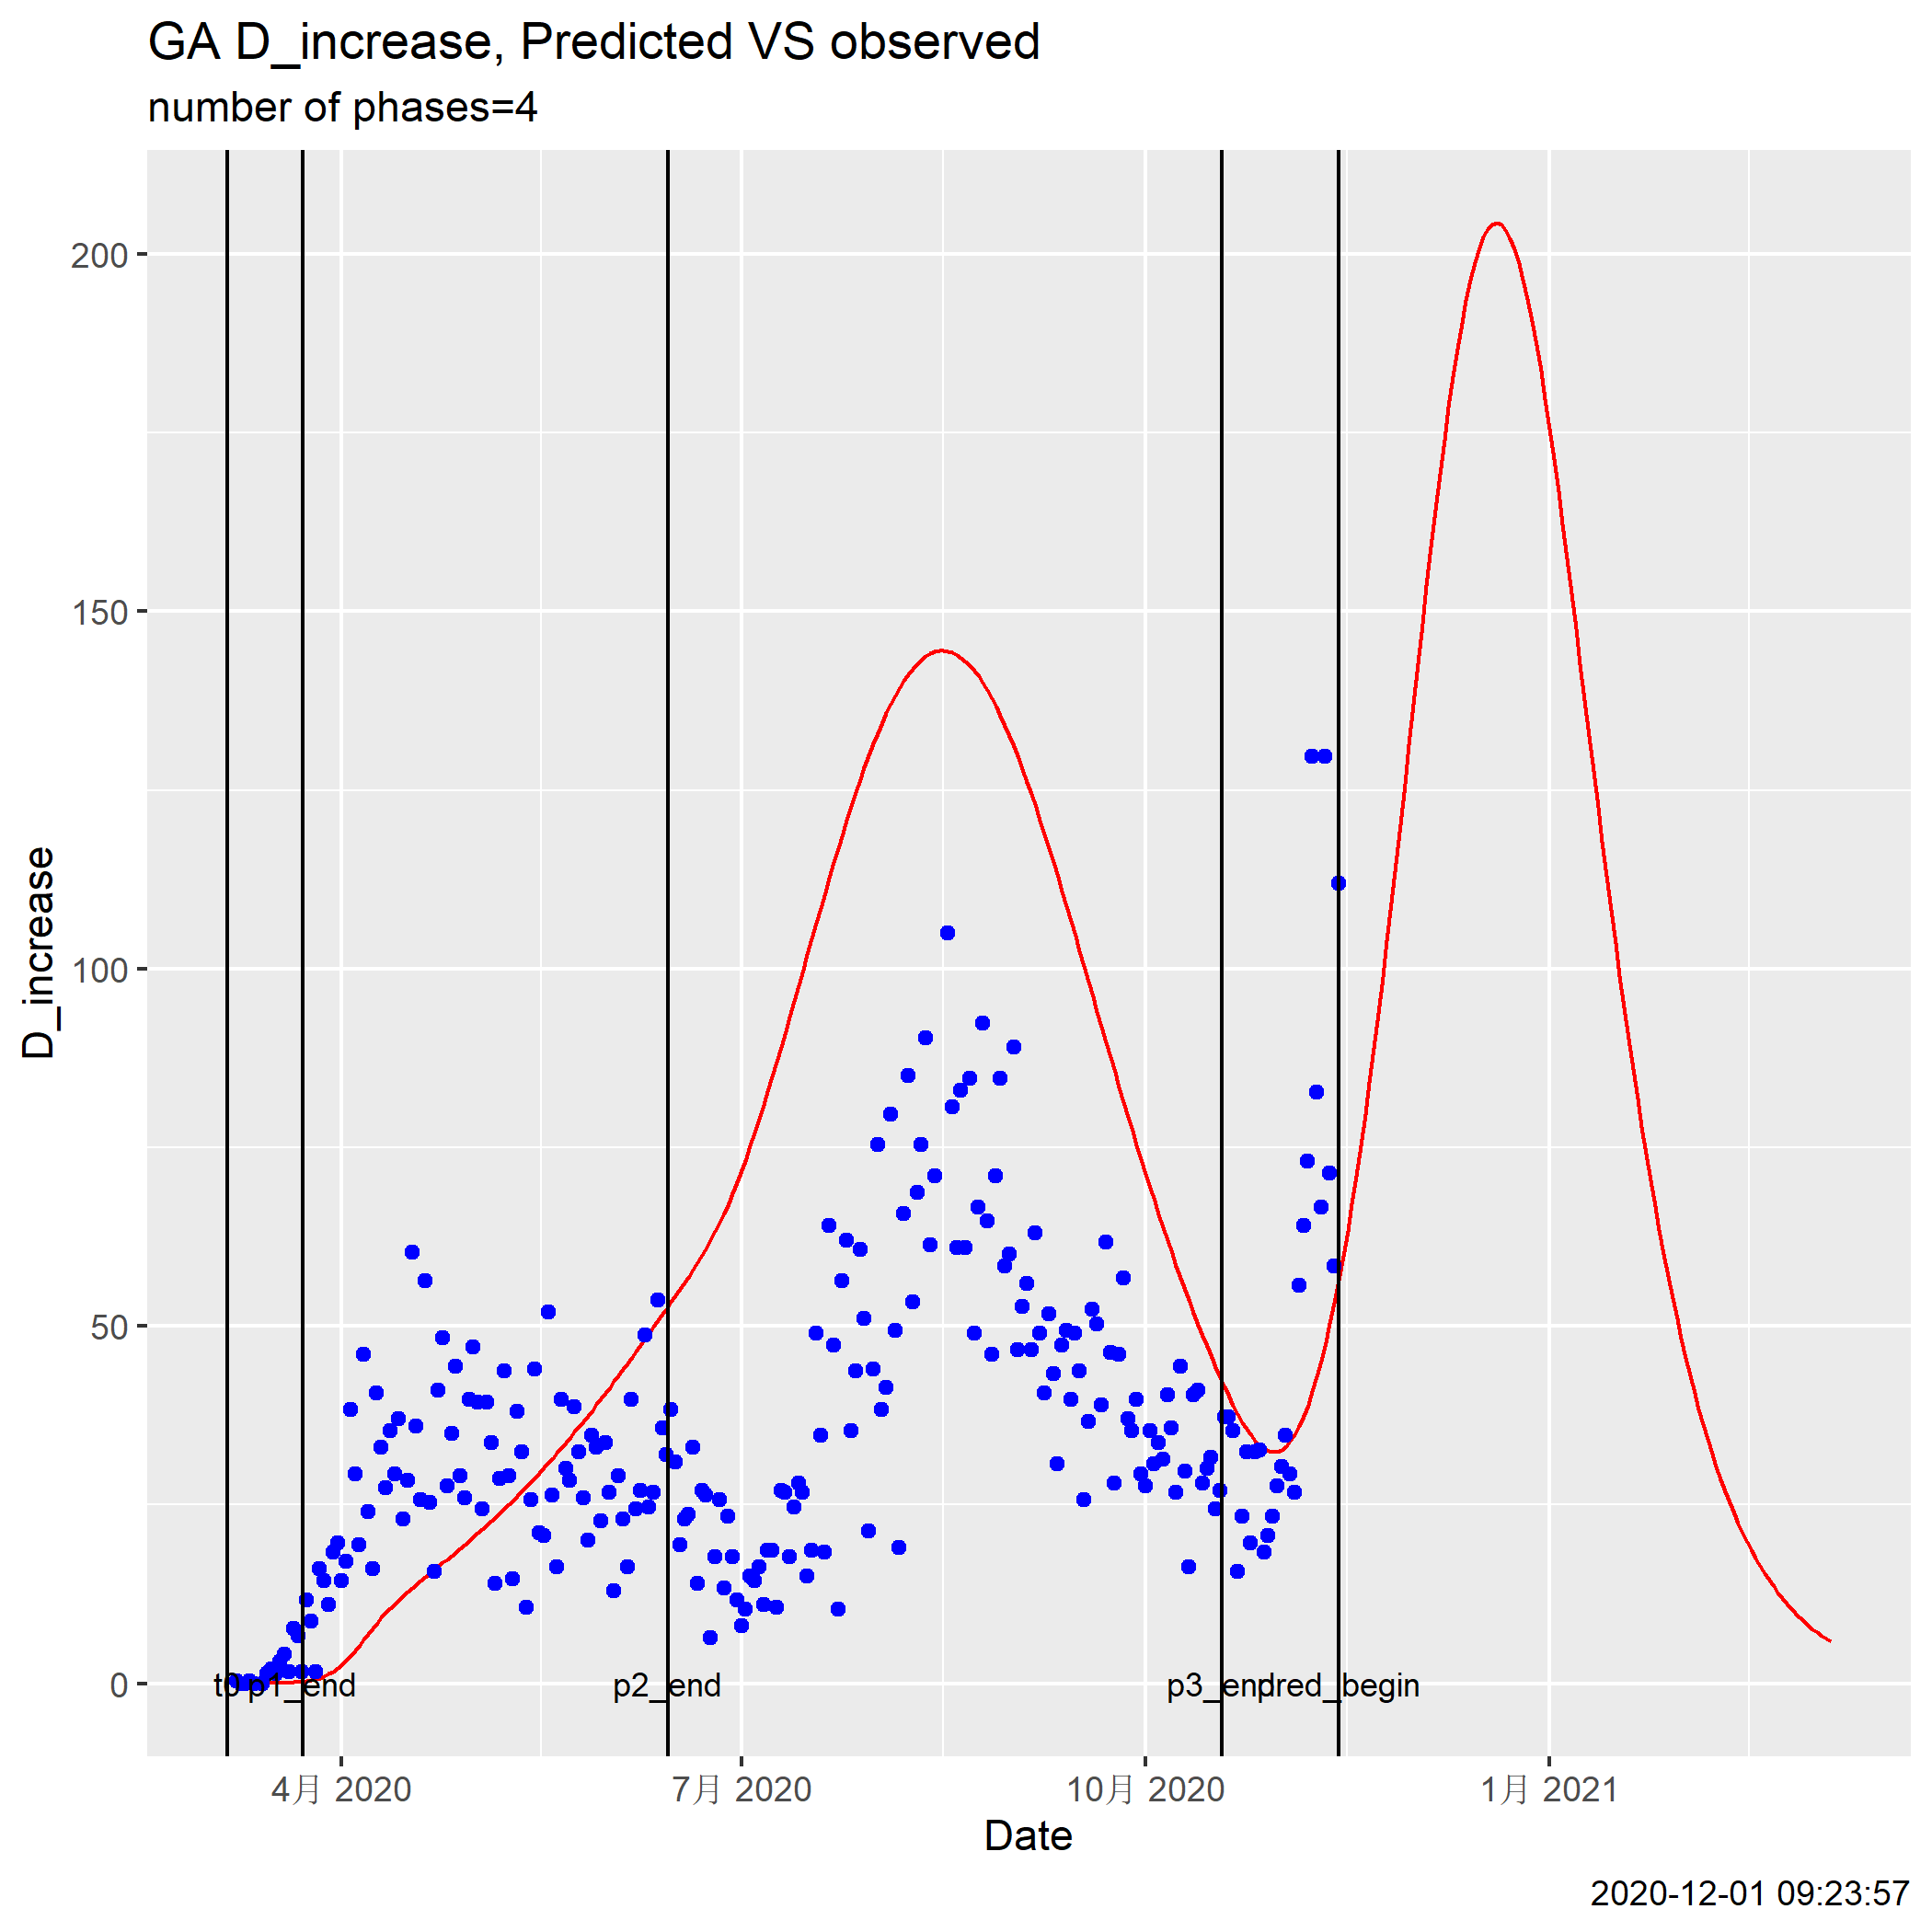 GA D_increase, Predicted VS observed
number of phases=4
200
150
100
50
0
D_increase
t0 p1_end p2_end p3_end pred_begin
4月 2020 7月 2020 10月 2020 1月 2021
Date
2020-12-01 09:23:57